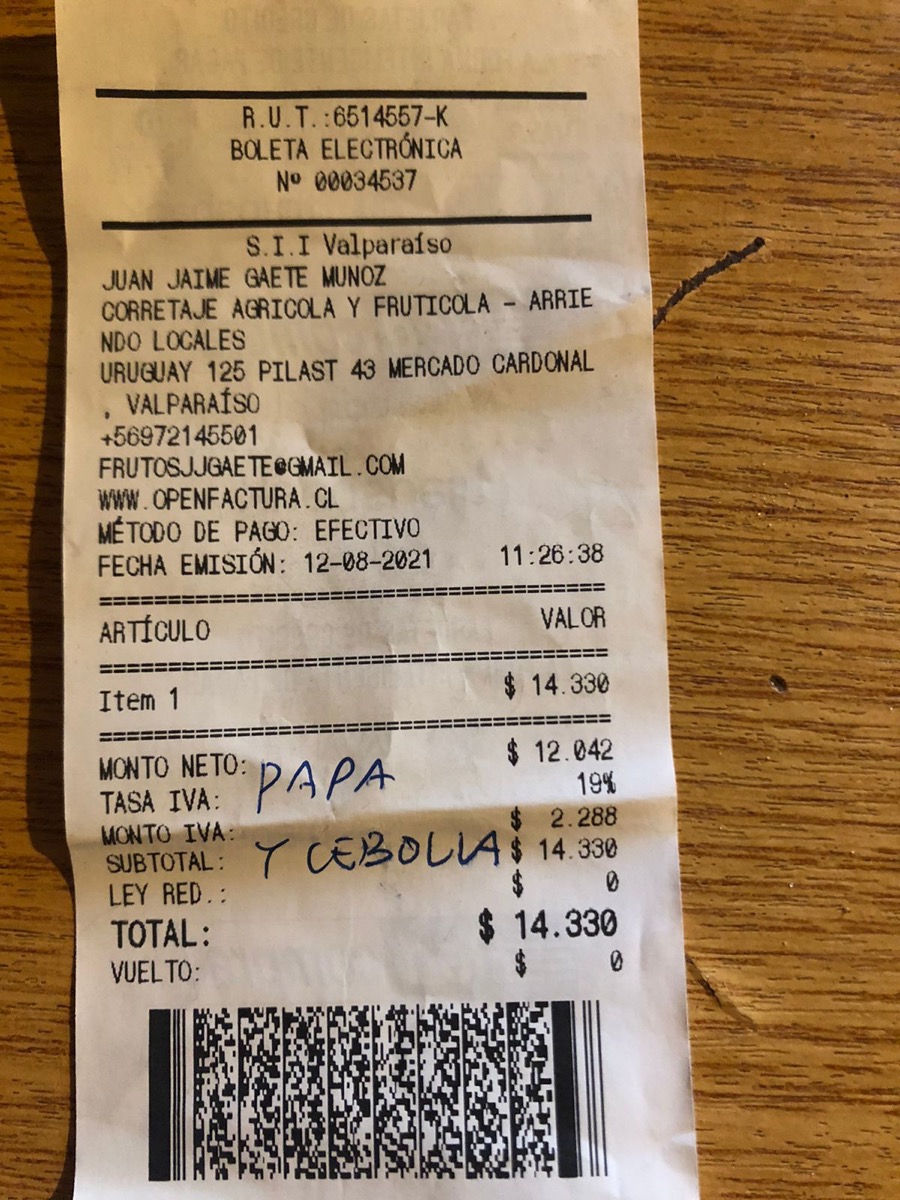 R.U.T.:6514557-K
BOLETA ELECTRÓNICA
Nº 00034537
S.I.I Valparaíso
JUAN JAIME GAETE MUNOZ
CORRETAJE AGRICOLA Y FRUTICOLA - ARRIE
NDO LOCALES
URUGUAY 125 PILAST 43 MERCADO CARDONAL
, VALPARAÍSO
+56972145501
FRUTOSJJGAETE@GMAIL.COM
WWW.OPENFACTURA.CL
MÉTODO DE PAGO: EFECTIVO
FECHA EMISIÓN: 12-08-2021 11:26:38
ARTÍCULO VALOR
Item 1 $ 14.330
MONTO NETO: $ 12.042
PAPA
TASA IVA: 19%
MONTO IVA: $ 2.288
Y CEBOLLA
SUBTOTAL: $ 14.330
LEY RED.: $ 0
TOTAL: $ 14.330
VUELTO: $ 0